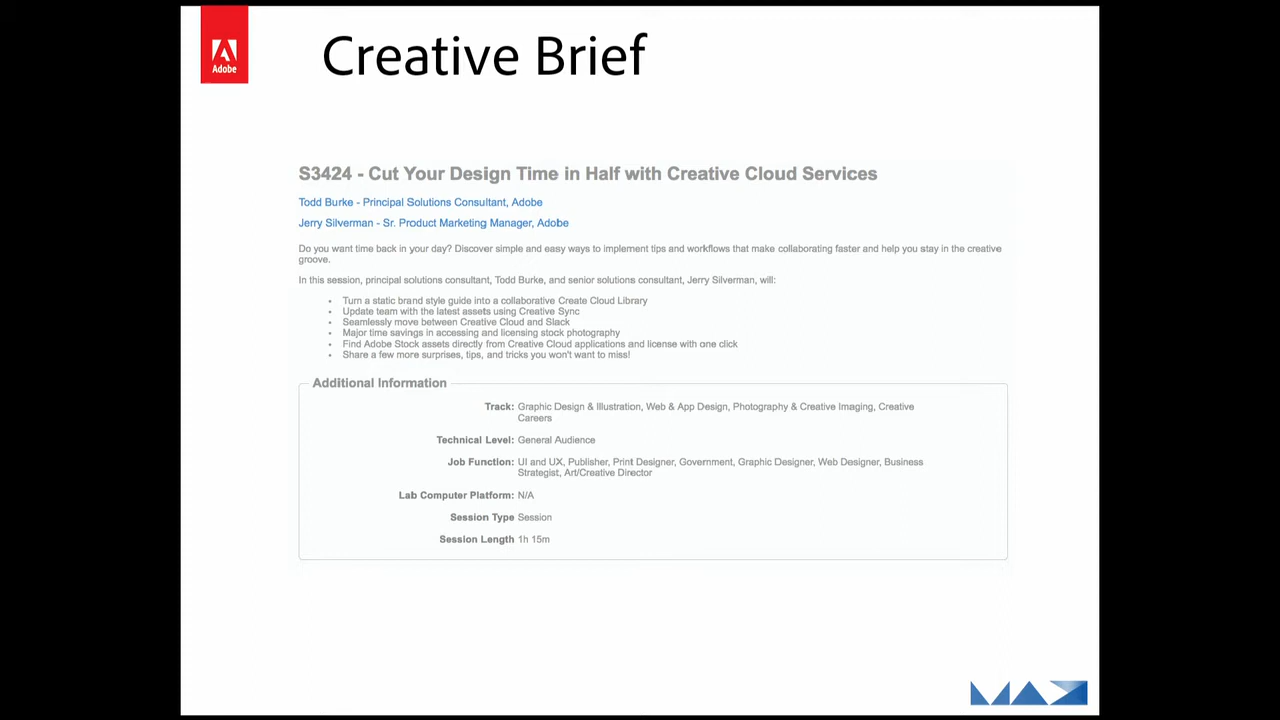 Adobe
Creative Brief
S3424 - Cut Your Design Time in Half with Creative Cloud Services
Todd Burke - Principal Solutions Consultant, Adobe
Jerry Silverman - Sr. Product Marketing Manager, Adobe
Do you want time back in your day? Discover simple and easy ways to implement tips and workflows that make collaborating faster and help you stay in the creative
groove.
In this session, principal solutions consultant, Todd Burke, and senior solutions consultant, Jerry Silverman, will:
• Turn a static brand style guide into a collaborative Create Cloud Library
• Update team with the latest assets using Creative Sync
• Seamlessly move between Creative Cloud and Slack
• Major time savings in accessing and licensing stock photography
• Find Adobe Stock assets directly from Creative Cloud applications and license with one click
• Share a few more surprises, tips, and tricks you won't want to miss!
Additional Information
Track: Graphic Design & Illustration, Web & App Design, Photography & Creative Imaging, Creative
Careers
Technical Level: General Audience
Job Function: UI and UX, Publisher, Print Designer, Government, Graphic Designer, Web Designer, Business
Strategist, Art/Creative Director
Lab Computer Platform: N/A
Session Type Session
Session Length 1h 15m
MAX